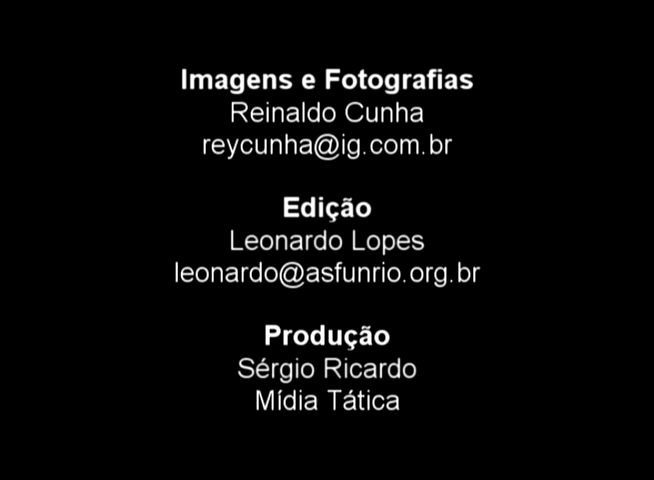 Imagens e Fotografias
Reinaldo Cunha
reycunha@ig.com.br
Edição
Leonardo Lopes
leonardo@asfunrio.org.br
Produção
Sérgio Ricardo
Mídia Tática